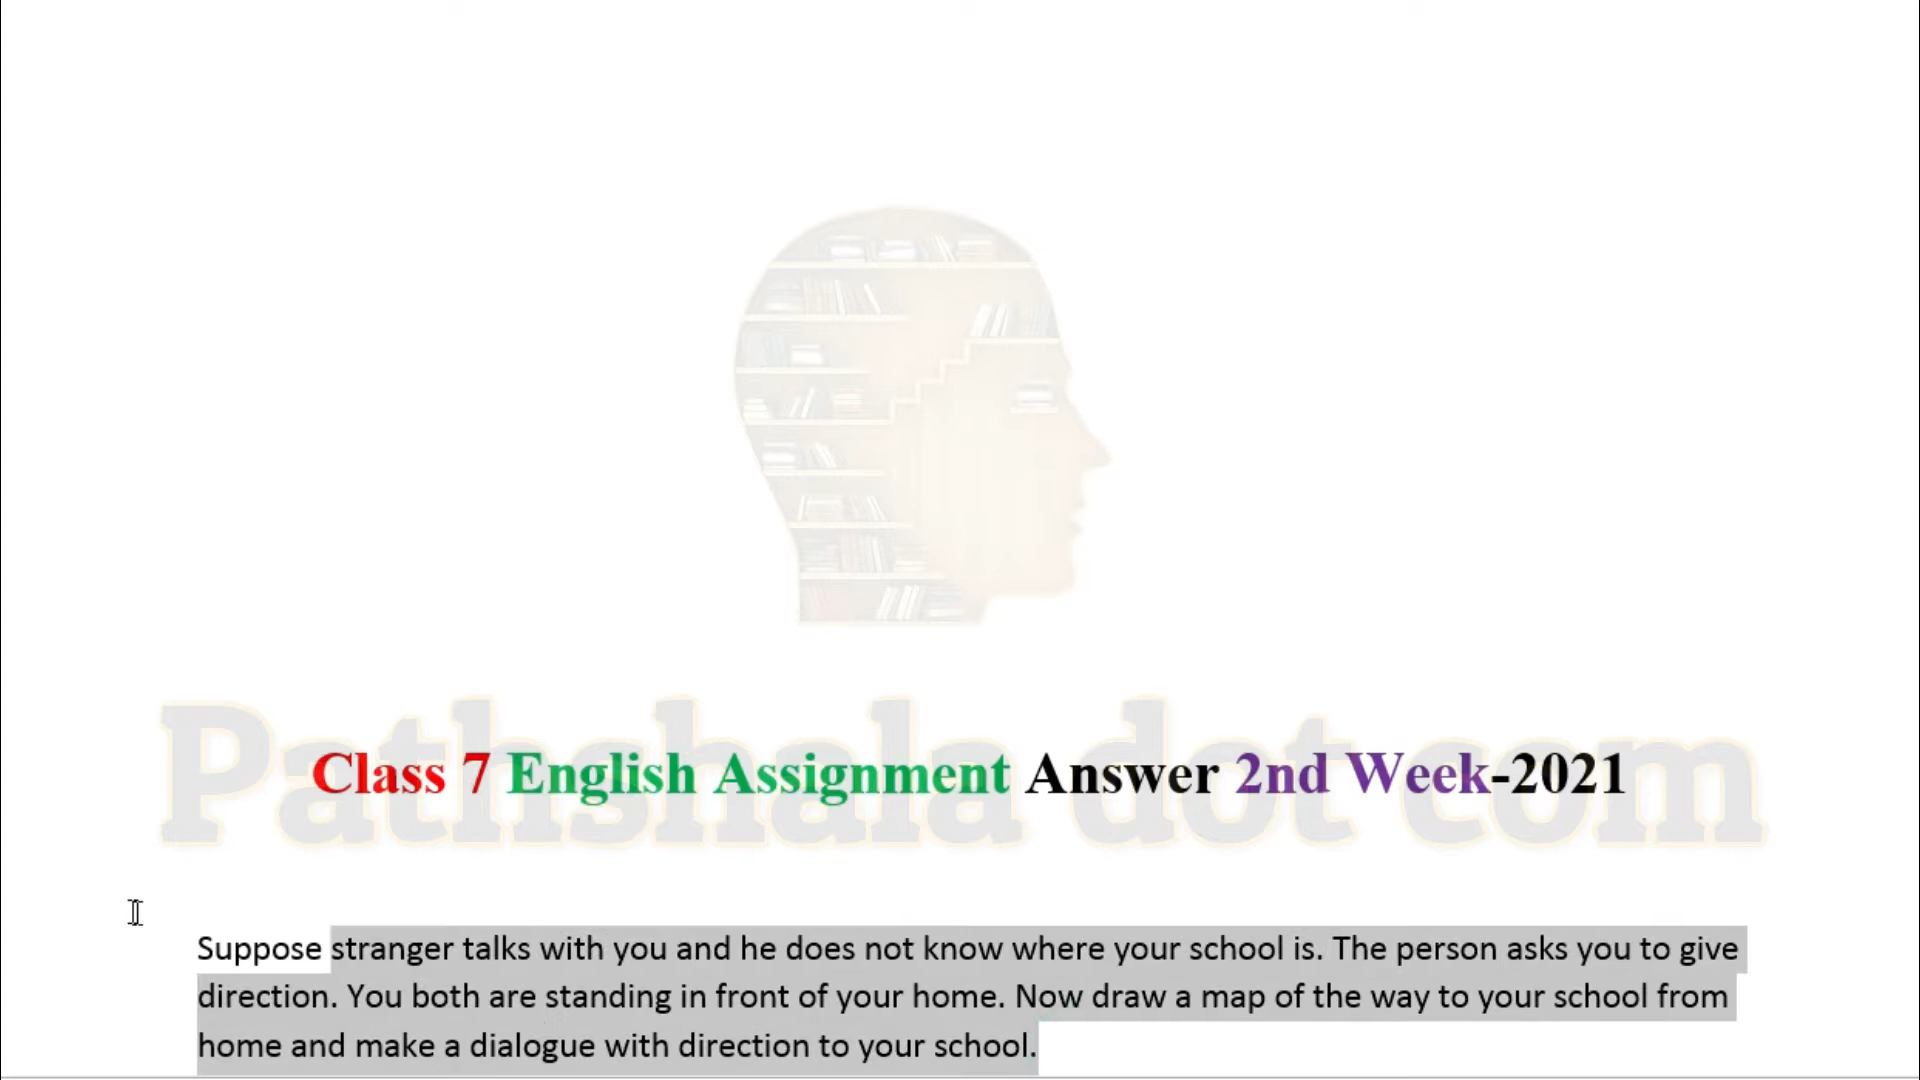 Pathshala dot com
Class 7 English Assignment Answer 2nd Week-2021
Suppose stranger talks with you and he does not know where your school is. The person asks you to give
direction. You both are standing in front of your home. Now draw a map of the way to your school from
home and make a dialogue with direction to your school.